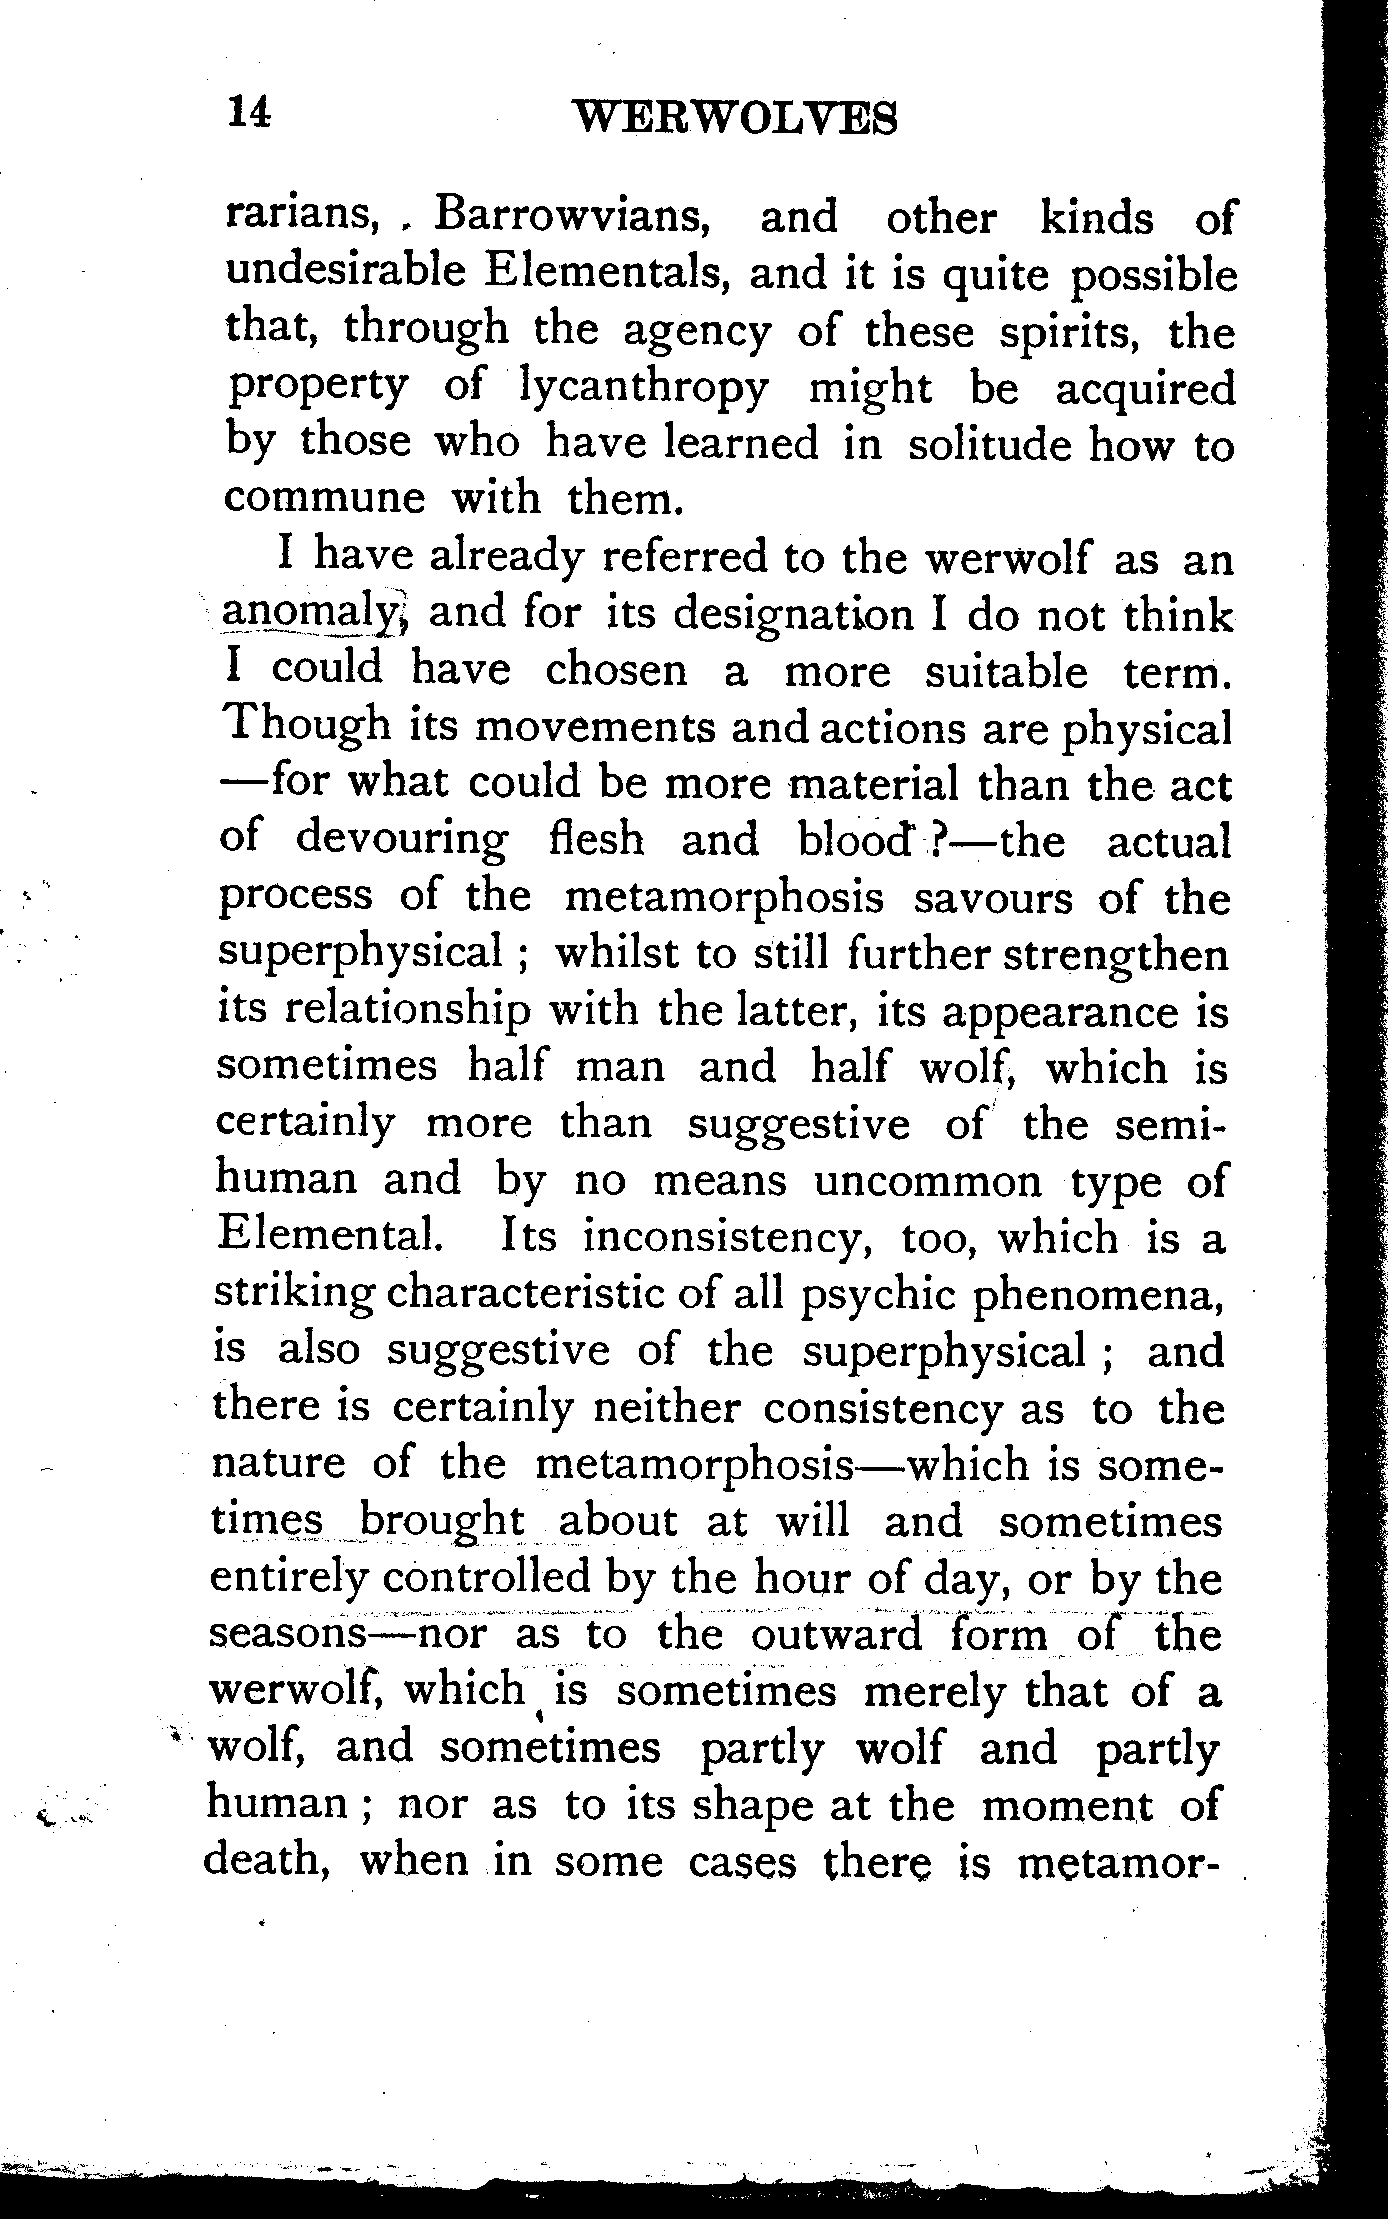 14 WERWOLVES
rarians, . Barrowvians, and other kinds of
undesirable Elementals, and it is quite possible
that, through the agency of these spirits, the
property of lycanthropy might be acquired
by those who have learned in solitude how to
commune with them.
I have already referred to the werwolf as an
anomaly, and for its designation I do not think
I could have chosen a more suitable term.
Though its movements and actions are physical
—for what could be more material than the act
of devouring flesh and blood ?—the actual
process of the metamorphosis savours of the
superphysical ; whilst to still further strengthen
its relationship with the latter, its appearance is
sometimes half man and half wolf, which is
certainly more than suggestive of the semi-
human and by no means uncommon type of
Elemental. Its inconsistency, too, which is a
striking characteristic of all psychic phenomena,
is also suggestive of the superphysical ; and
there is certainly neither consistency as to the
nature of the metamorphosis—which is some-
times brought about at will and sometimes
entirely controlled by the hour of day, or by the
seasons—nor as to the outward form of the
werwolf, which is sometimes merely that of a
wolf, and sometimes partly wolf and partly
human ; nor as to its shape at the moment of
death, when in some cases there is metamor-